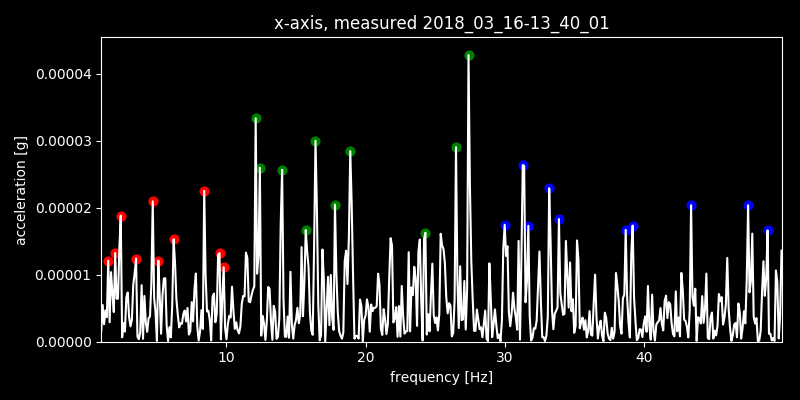 x-axis, measured 2018_03_16-13_40_01
acceleration [g]
0.00004
0.00003
0.00002
0.00001
0.00000
10 20 30 40
frequency [Hz]